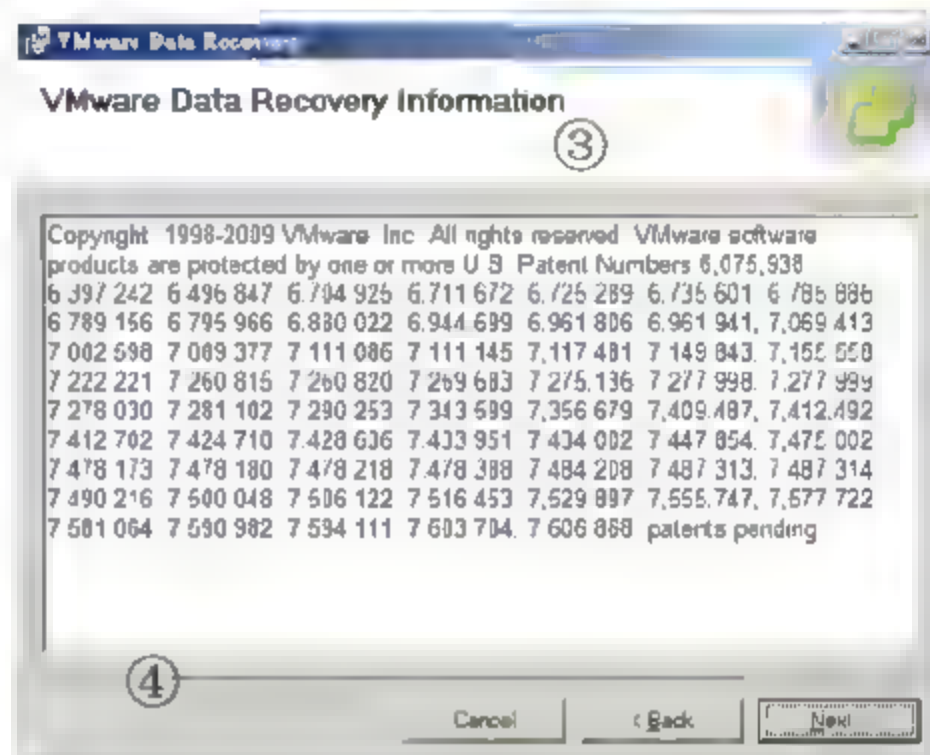 VMware Data Recovery
VMware Data Recovery Information
③
Copyright 1998-2009 VMware Inc All rights reserved VMware software
products are protected by one or more U S Patent Numbers 6,075,938
6 397 242 6 496 847 6.704 925 6.711 672 6.725 289 6.735 601 6 785 886
6 789 156 6 795 966 6.880 022 6.944 699 6.961 806 6.961 941, 7,069 413
7 082 598 7 089 377 7 111 086 7 111 145 7,117 481 7 149 843. 7,155 558
7 222 221 7 260 815 7 260 820 7 269 683 7 275,136 7 277 998. 7,277 999
7 278 030 7 281 102 7 290 253 7 343 599 7,356 679 7,409.487, 7,412.492
7 412 702 7 424 710 7.428 636 7.433 951 7 434 002 7 447 854. 7,475 002
7 478 173 7 478 180 7 478 218 7.478 388 7 484 208 7 487 313. 7 487 314
7 490 216 7 500 048 7 506 122 7 516 453 7,529 897 7,555.747, 7,577 722
7 581 064 7 590 982 7 594 111 7 603 704. 7 606 868 patents pending
④
Cancel < Back Next